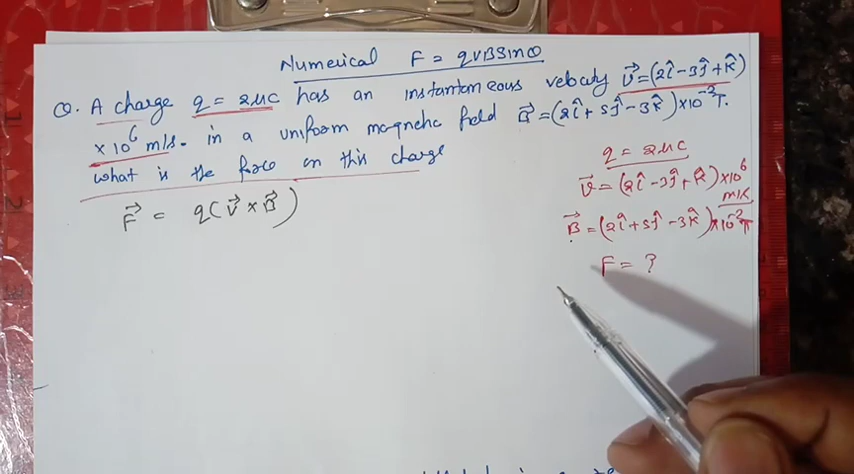 Numerical F = qVBSinθ
Q. A charge q = 2μC has an instantaneous velocity V⃗ = (2î - 3ĵ + k̂)
× 10⁶ m/s. in a uniform magnetic field B⃗ = (2î + 5ĵ - 3k̂) × 10⁻² T.
what is the force on this charge
q = 2μC
V⃗ = (2î - 3ĵ + k̂) × 10⁶
m/s
F⃗ = q(V⃗ × B⃗)
B⃗ = (2î + 5ĵ - 3k̂) × 10⁻² T
F = ?